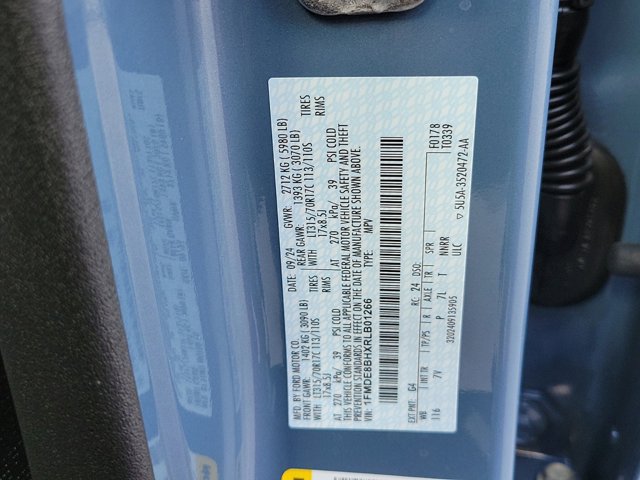 MFD. BY FORD MOTOR CO. DATE: 09/24 GVWR: 2712 KG ( 5980 LB)
FRONT GAWR: 1402 KG ( 3090 LB) REAR GAWR: 1393 KG ( 3070 LB)
LT315/70R17C 113/110S TIRES WITH LT315/70R17C 113/110S TIRES
17x8.5J RIMS 17x8.5J RIMS
AT 270 kPa/ 39 PSI COLD AT 270 kPa/ 39 PSI COLD
THIS VEHICLE CONFORMS TO ALL APPLICABLE FEDERAL MOTOR VEHICLE SAFETY AND THEFT
PREVENTION STANDARDS IN EFFECT ON THE DATE OF MANUFACTURE SHOWN ABOVE.
VIN: 1FMDE8BHXRLB01266 TYPE: MPV
F0178
T0339
EXT PNT: G4 RC: 24 DSO:
WB INT TR TP/PS R AXLE TR SPR
116 7V P 7L T NNRR
ULC
3202409135905
5U5A-3520472-AA